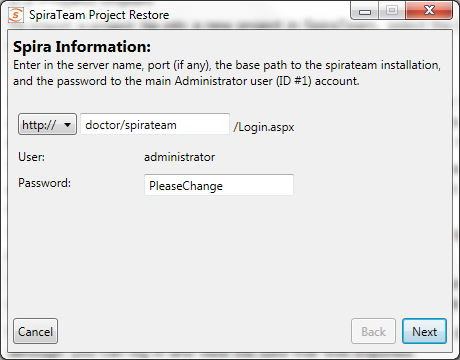 SpiraTeam Project Restore
Spira Information:
Enter in the server name, port (if any), the base path to the spirateam installation,
and the password to the main Administrator user (ID #1) account.
http:// doctor/spirateam /Login.aspx
User: administrator
Password: PleaseChange
Cancel Back Next